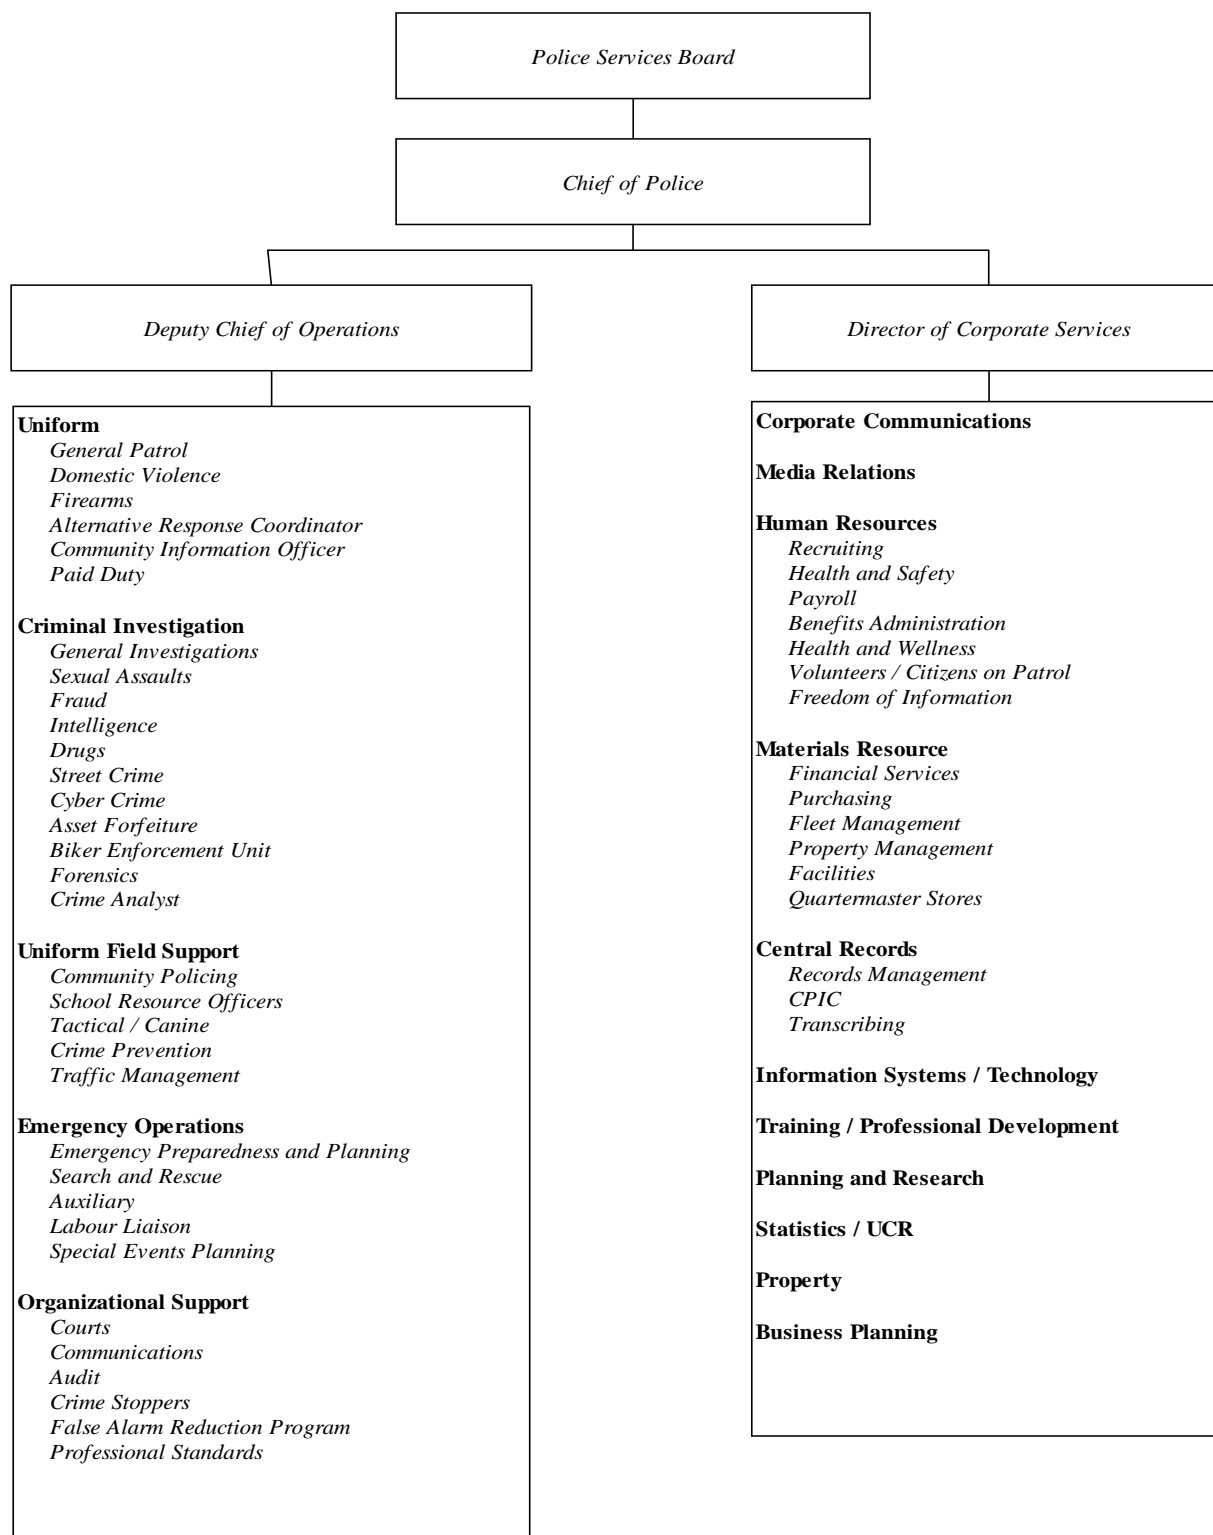 Police Services Board
Chief of Police
Deputy Chief of Operations
Director of Corporate Services
Uniform
General Patrol
Domestic Violence
Firearms
Alternative Response Coordinator
Community Information Officer
Paid Duty
Criminal Investigation
General Investigations
Sexual Assaults
Fraud
Intelligence
Drugs
Street Crime
Cyber Crime
Asset Forfeiture
Biker Enforcement Unit
Forensics
Crime Analyst
Uniform Field Support
Community Policing
School Resource Officers
Tactical / Canine
Crime Prevention
Traffic Management
Emergency Operations
Emergency Preparedness and Planning
Search and Rescue
Auxiliary
Labour Liaison
Special Events Planning
Organizational Support
Courts
Communications
Audit
Crime Stoppers
False Alarm Reduction Program
Professional Standards
Corporate Communications
Media Relations
Human Resources
Recruiting
Health and Safety
Payroll
Benefits Administration
Health and Wellness
Volunteers / Citizens on Patrol
Freedom of Information
Materials Resource
Financial Services
Purchasing
Fleet Management
Property Management
Facilities
Quartermaster Stores
Central Records
Records Management
CPIC
Transcribing
Information Systems / Technology
Training / Professional Development
Planning and Research
Statistics / UCR
Property
Business Planning